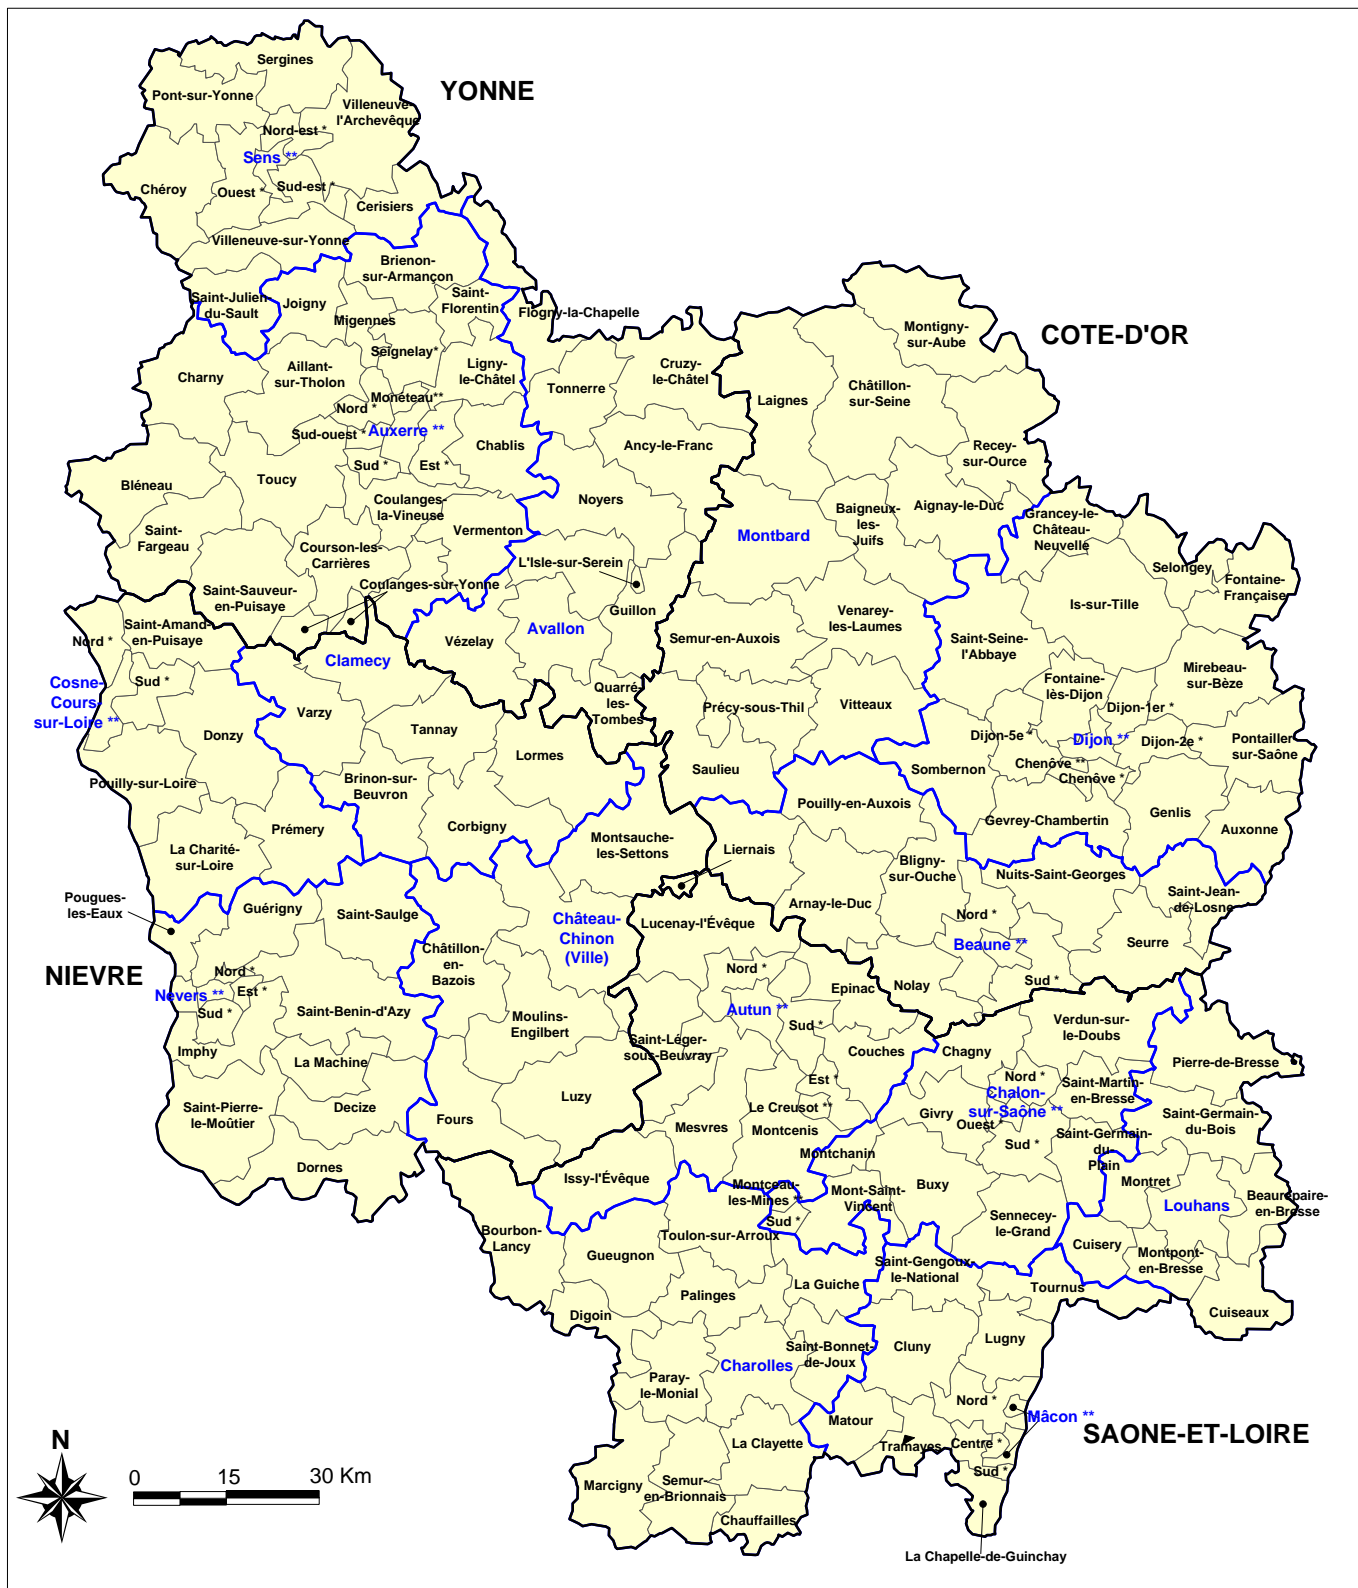 Sergines
YONNE
Pont-sur-Yonne
Villeneuve-
l'Archevêque
Nord-est *
Sens **
Chéroy
Ouest *
Sud-est *
Cerisiers
Villeneuve-sur-Yonne
Brienon-
sur-Armançon
Saint-Julien-
du-Sault
Joigny
Saint-
Florentin
Migennes
Flogny-la-Chapelle
Seignelay*
Charny
Aillant-
sur-Tholon
Ligny-
le-Châtel
Tonnerre
Cruzy-
le-Châtel
Monéteau**
Nord *
Sud-ouest *
Auxerre **
Chablis
Ancy-le-Franc
Sud *
Est *
Bléneau
Toucy
Coulanges-
la-Vineuse
Noyers
Saint-
Fargeau
Vermenton
Courson-les-
Carrières
L'Isle-sur-Serein
Coulanges-sur-Yonne
Saint-Sauveur-
en-Puisaye
Guillon
Vézelay
Avallon
Quarré-
les-
Tombes
COTE-D'OR
Montigny-
sur-Aube
Châtillon-
sur-Seine
Laignes
Recey-
sur-Ource
Aignay-le-Duc
Baigneux-
les-
Juifs
Montbard
Grancey-le-
Château-
Neuvelle
Selongey
Fontaine-
Française
Is-sur-Tille
Venarey-
les-Laumes
Semur-en-Auxois
Saint-Seine-
l'Abbaye
Mirebeau-
sur-Bèze
Fontaine-
lès-Dijon
Précy-sous-Thil
Vitteaux
Dijon-1er *
Dijon-5e *
Dijon **
Dijon-2e *
Pontailler-
sur-Saône
Chenôve **
Chenôve *
Saulieu
Sombernon
Pouilly-en-Auxois
Gevrey-Chambertin
Genlis
Auxonne
Liernais
Bligny-
sur-Ouche
Nuits-Saint-Georges
Saint-Jean-
de-Losne
Arnay-le-Duc
Nord *
Beaune **
Seurre
Nolay
Sud *
Nord *
Saint-Amand-
en-Puisaye
Sud *
Clamecy
Cosne-
Cours-
sur-Loire **
Varzy
Tannay
Donzy
Lormes
Pouilly-sur-Loire
Brinon-sur-
Beuvron
Prémery
Corbigny
Montsauche-
les-Settons
La Charité-
sur-Loire
Pougues-
les-Eaux
Guérigny
Saint-Saulge
Châtillon-
en-
Bazois
Château-
Chinon
(Ville)
NIEVRE
Nord *
Nevers **
Est *
Sud *
Saint-Benin-d'Azy
Moulins-
Engilbert
Imphy
La Machine
Saint-Pierre-
le-Moûtier
Decize
Fours
Luzy
Dornes
Lucenay-l'Évêque
Nord *
Epinac
Autun **
Sud *
Saint-Léger-
sous-Beuvray
Couches
Chagny
Verdun-sur-
le-Doubs
Pierre-de-Bresse
Est *
Nord *
Chalon-
sur-Saône **
Saint-Martin-
en-Bresse
Le Creusot **
Givry
Ouest *
Saint-Germain-
du-Bois
Mesvres
Montcenis
Sud *
Saint-Germain-
du-
Plain
Montchanin
Issy-l'Évêque
Montceau-
les-Mines **
Mont-Saint-
Vincent
Buxy
Montret
Louhans
Beaurepaire-
en-Bresse
Sud *
Sennecey-
le-Grand
Bourbon-
Lancy
Toulon-sur-Arroux
Cuisery
Montpont-
en-Bresse
Gueugnon
Saint-Gengoux-
le-National
La Guiche
Tournus
Palinges
Cuiseaux
Digoin
Lugny
Charolles
Saint-Bonnet-
de-Joux
Cluny
Paray-
le-Monial
Nord *
Mâcon **
Matour
SAONE-ET-LOIRE
La Clayette
Tramayes
Centre *
Sud *
Marcigny
Semur-
en-Brionnais
Chauffailles
La Chapelle-de-Guinchay
N
0 15 30 Km